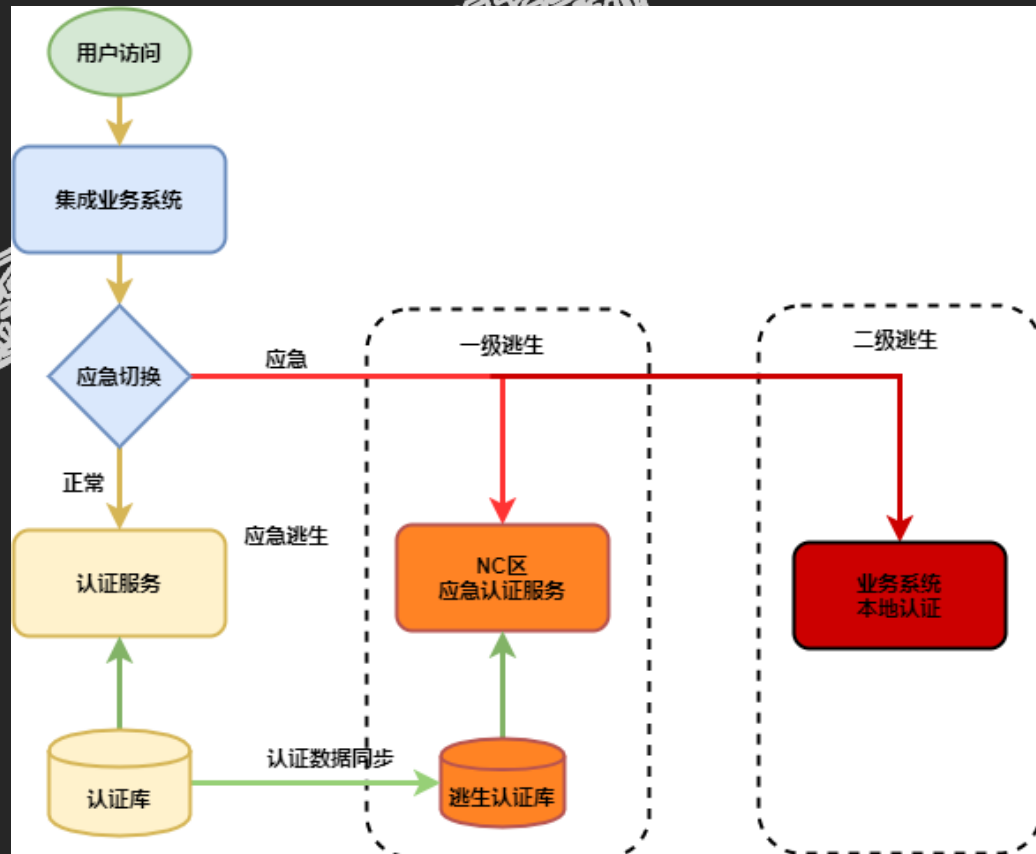 用户访问
集成业务系统
应急切换
应急
一级逃生
二级逃生
正常
认证服务
应急逃生
NC区
应急认证服务
业务系统
本地认证
认证数据同步
认证库
逃生认证库